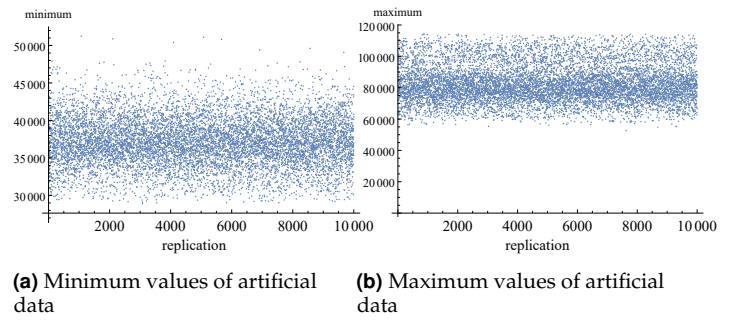 minimum
50 000
45 000
40 000
35 000
30 000
2000
4000
6000
8000
10 000
replication
(a) Minimum values of artificial
data
maximum
120 000
100 000
80 000
60 000
40 000
20 000
2000
4000
6000
8000
10 000
replication
(b) Maximum values of artificial
data